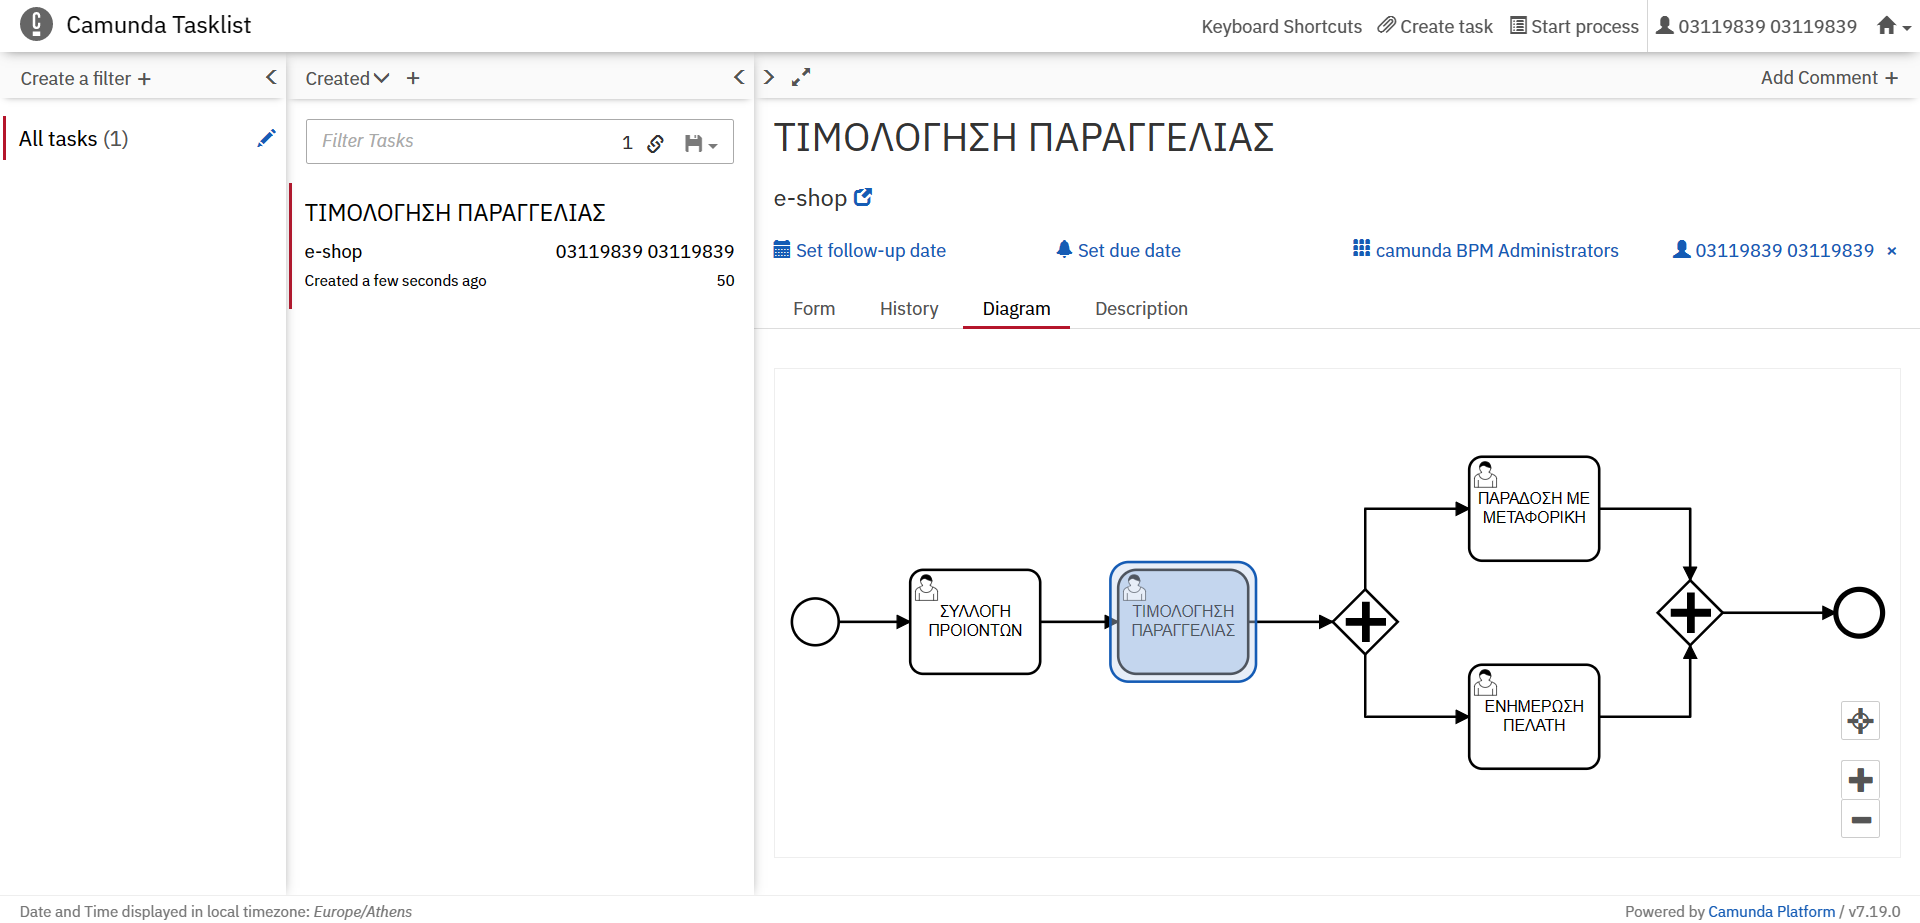 Camunda Tasklist
Keyboard Shortcuts
Create task
Start process
03119839 03119839
Create a filter +
Created
+
Add Comment +
All tasks (1)
Filter Tasks
1
ΤΙΜΟΛΟΓΗΣΗ ΠΑΡΑΓΓΕΛΙΑΣ
e-shop
03119839 03119839
Created a few seconds ago
50
ΤΙΜΟΛΟΓΗΣΗ ΠΑΡΑΓΓΕΛΙΑΣ
e-shop
Set follow-up date
Set due date
camunda BPM Administrators
03119839 03119839 ×
Form
History
Diagram
Description
ΣΥΛΛΟΓΗ
ΠΡΟΙΟΝΤΩΝ
ΤΙΜΟΛΟΓΗΣΗ
ΠΑΡΑΓΓΕΛΙΑΣ
ΠΑΡΑΔΟΣΗ ΜΕ
ΜΕΤΑΦΟΡΙΚΗ
ΕΝΗΜΕΡΩΣΗ
ΠΕΛΑΤΗ
Date and Time displayed in local timezone: Europe/Athens
Powered by Camunda Platform / v7.19.0